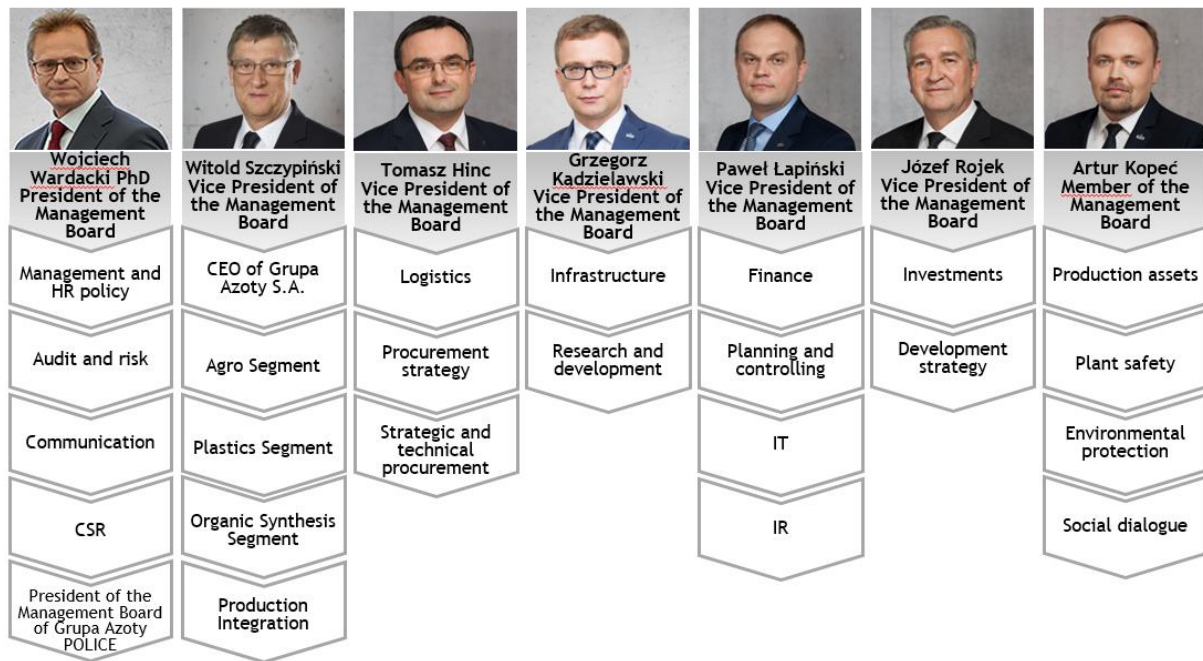 Wojciech
Wardacki PhD
President of the
Management
Board
Management and
HR policy
Audit and risk
Communication
CSR
President of the
Management Board
of Grupa Azoty
POLICE
Witold Szczypiński
Vice President of
the Management
Board
CEO of Grupa
Azoty S.A.
Agro Segment
Plastics Segment
Organic Synthesis
Segment
Production
Integration
Tomasz Hinc
Vice President of
the Management
Board
Logistics
Procurement
strategy
Strategic and
technical
procurement
Grzegorz
Kądzielawski
Vice President of
the Management
Board
Infrastructure
Research and
development
Paweł Łapiński
Vice President of
the Management
Board
Finance
Planning and
controlling
IT
IR
Józef Rojek
Vice President of
the Management
Board
Investments
Development
strategy
Artur Kopeć
Member of the
Management
Board
Production assets
Plant safety
Environmental
protection
Social dialogue